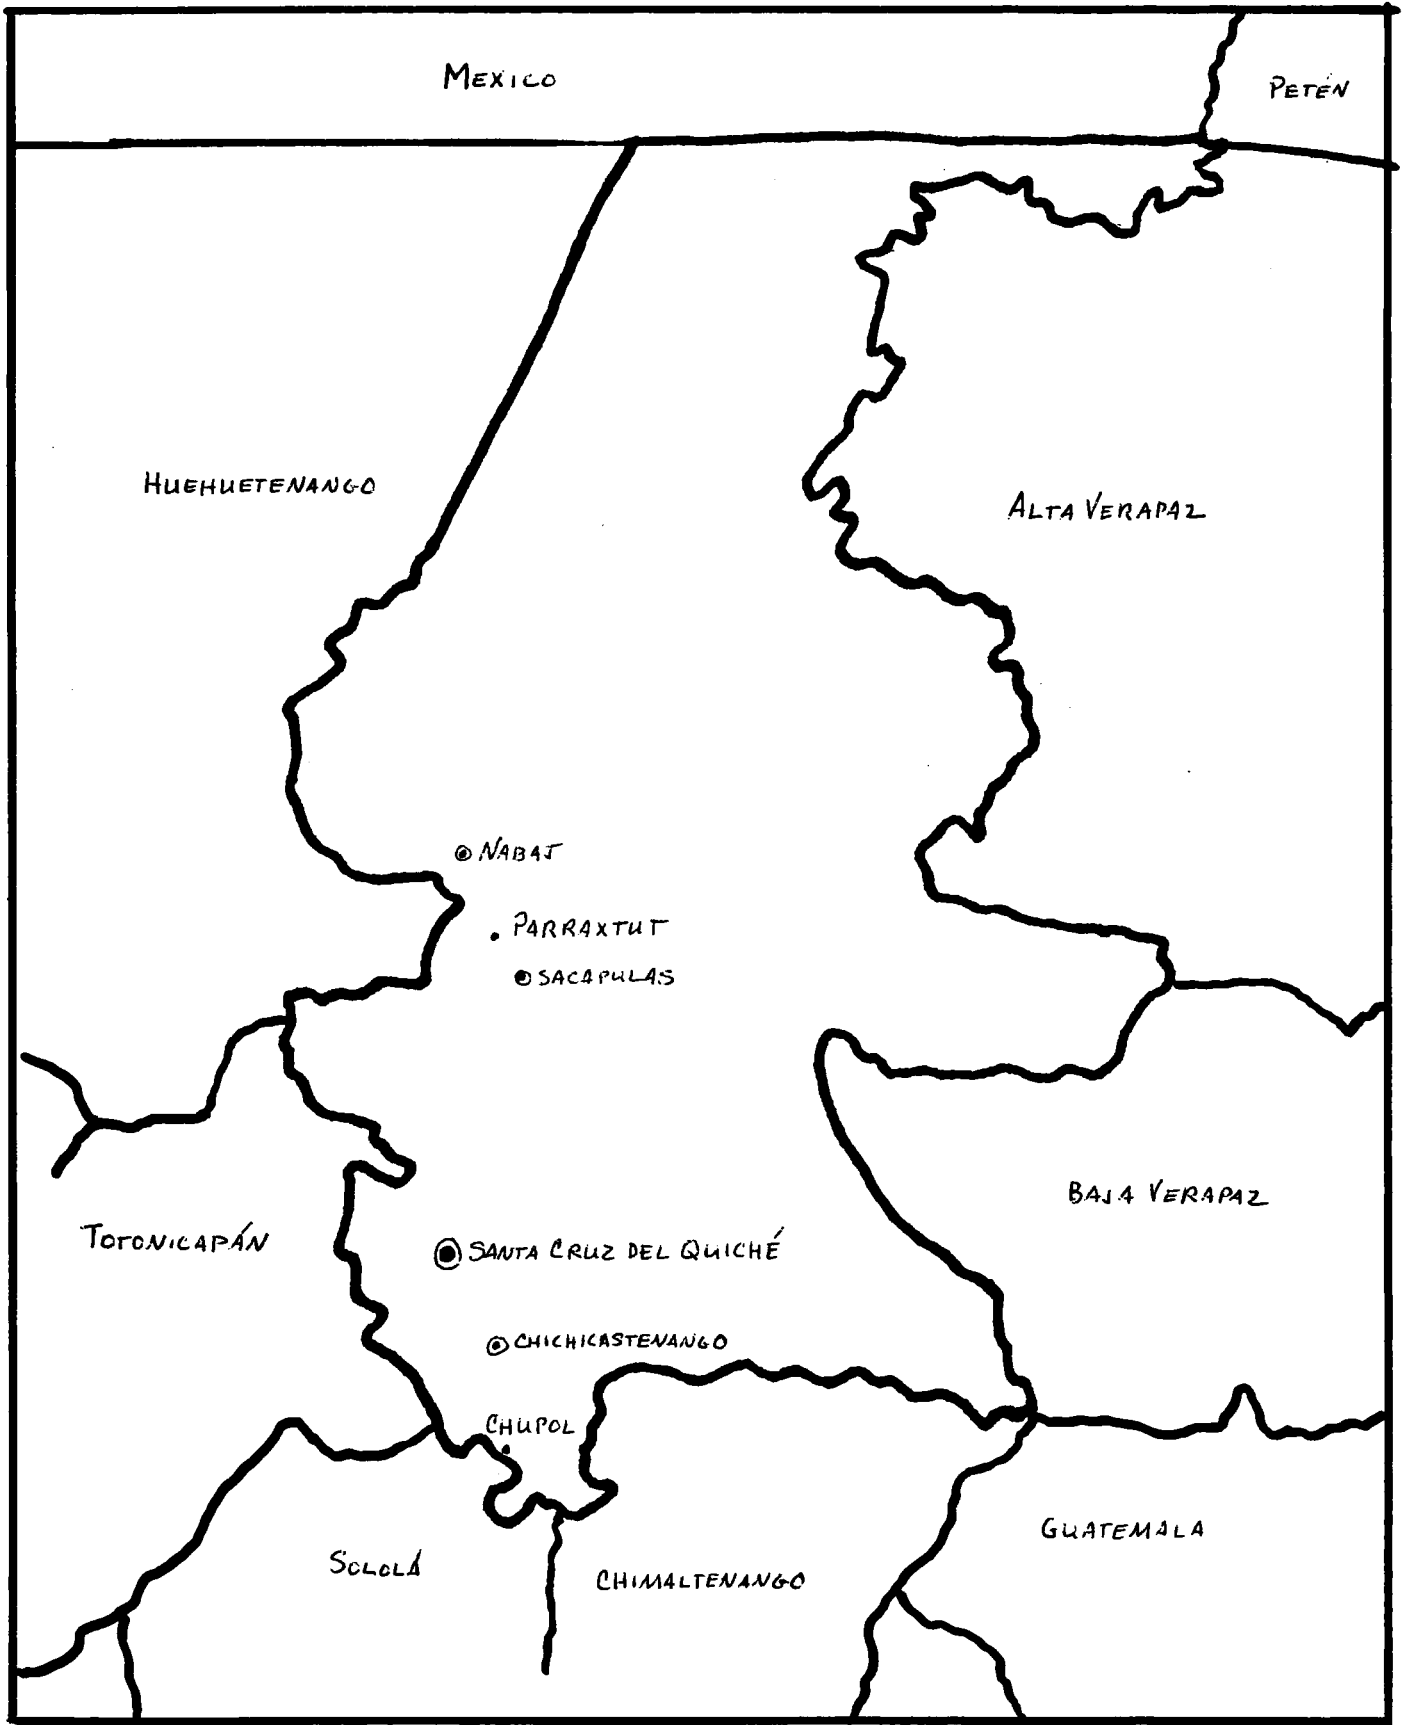 MEXICO
PETÉN
HUEHUETENANGO
ALTA VERAPAZ
NABAJ
PARRAXTUT
SACAPULAS
BAJA VERAPAZ
TOTONICAPÁN
SANTA CRUZ DEL QUICHÉ
CHICHICASTENANGO
CHUPOL
GUATEMALA
SOLOLÁ
CHIMALTENANGO